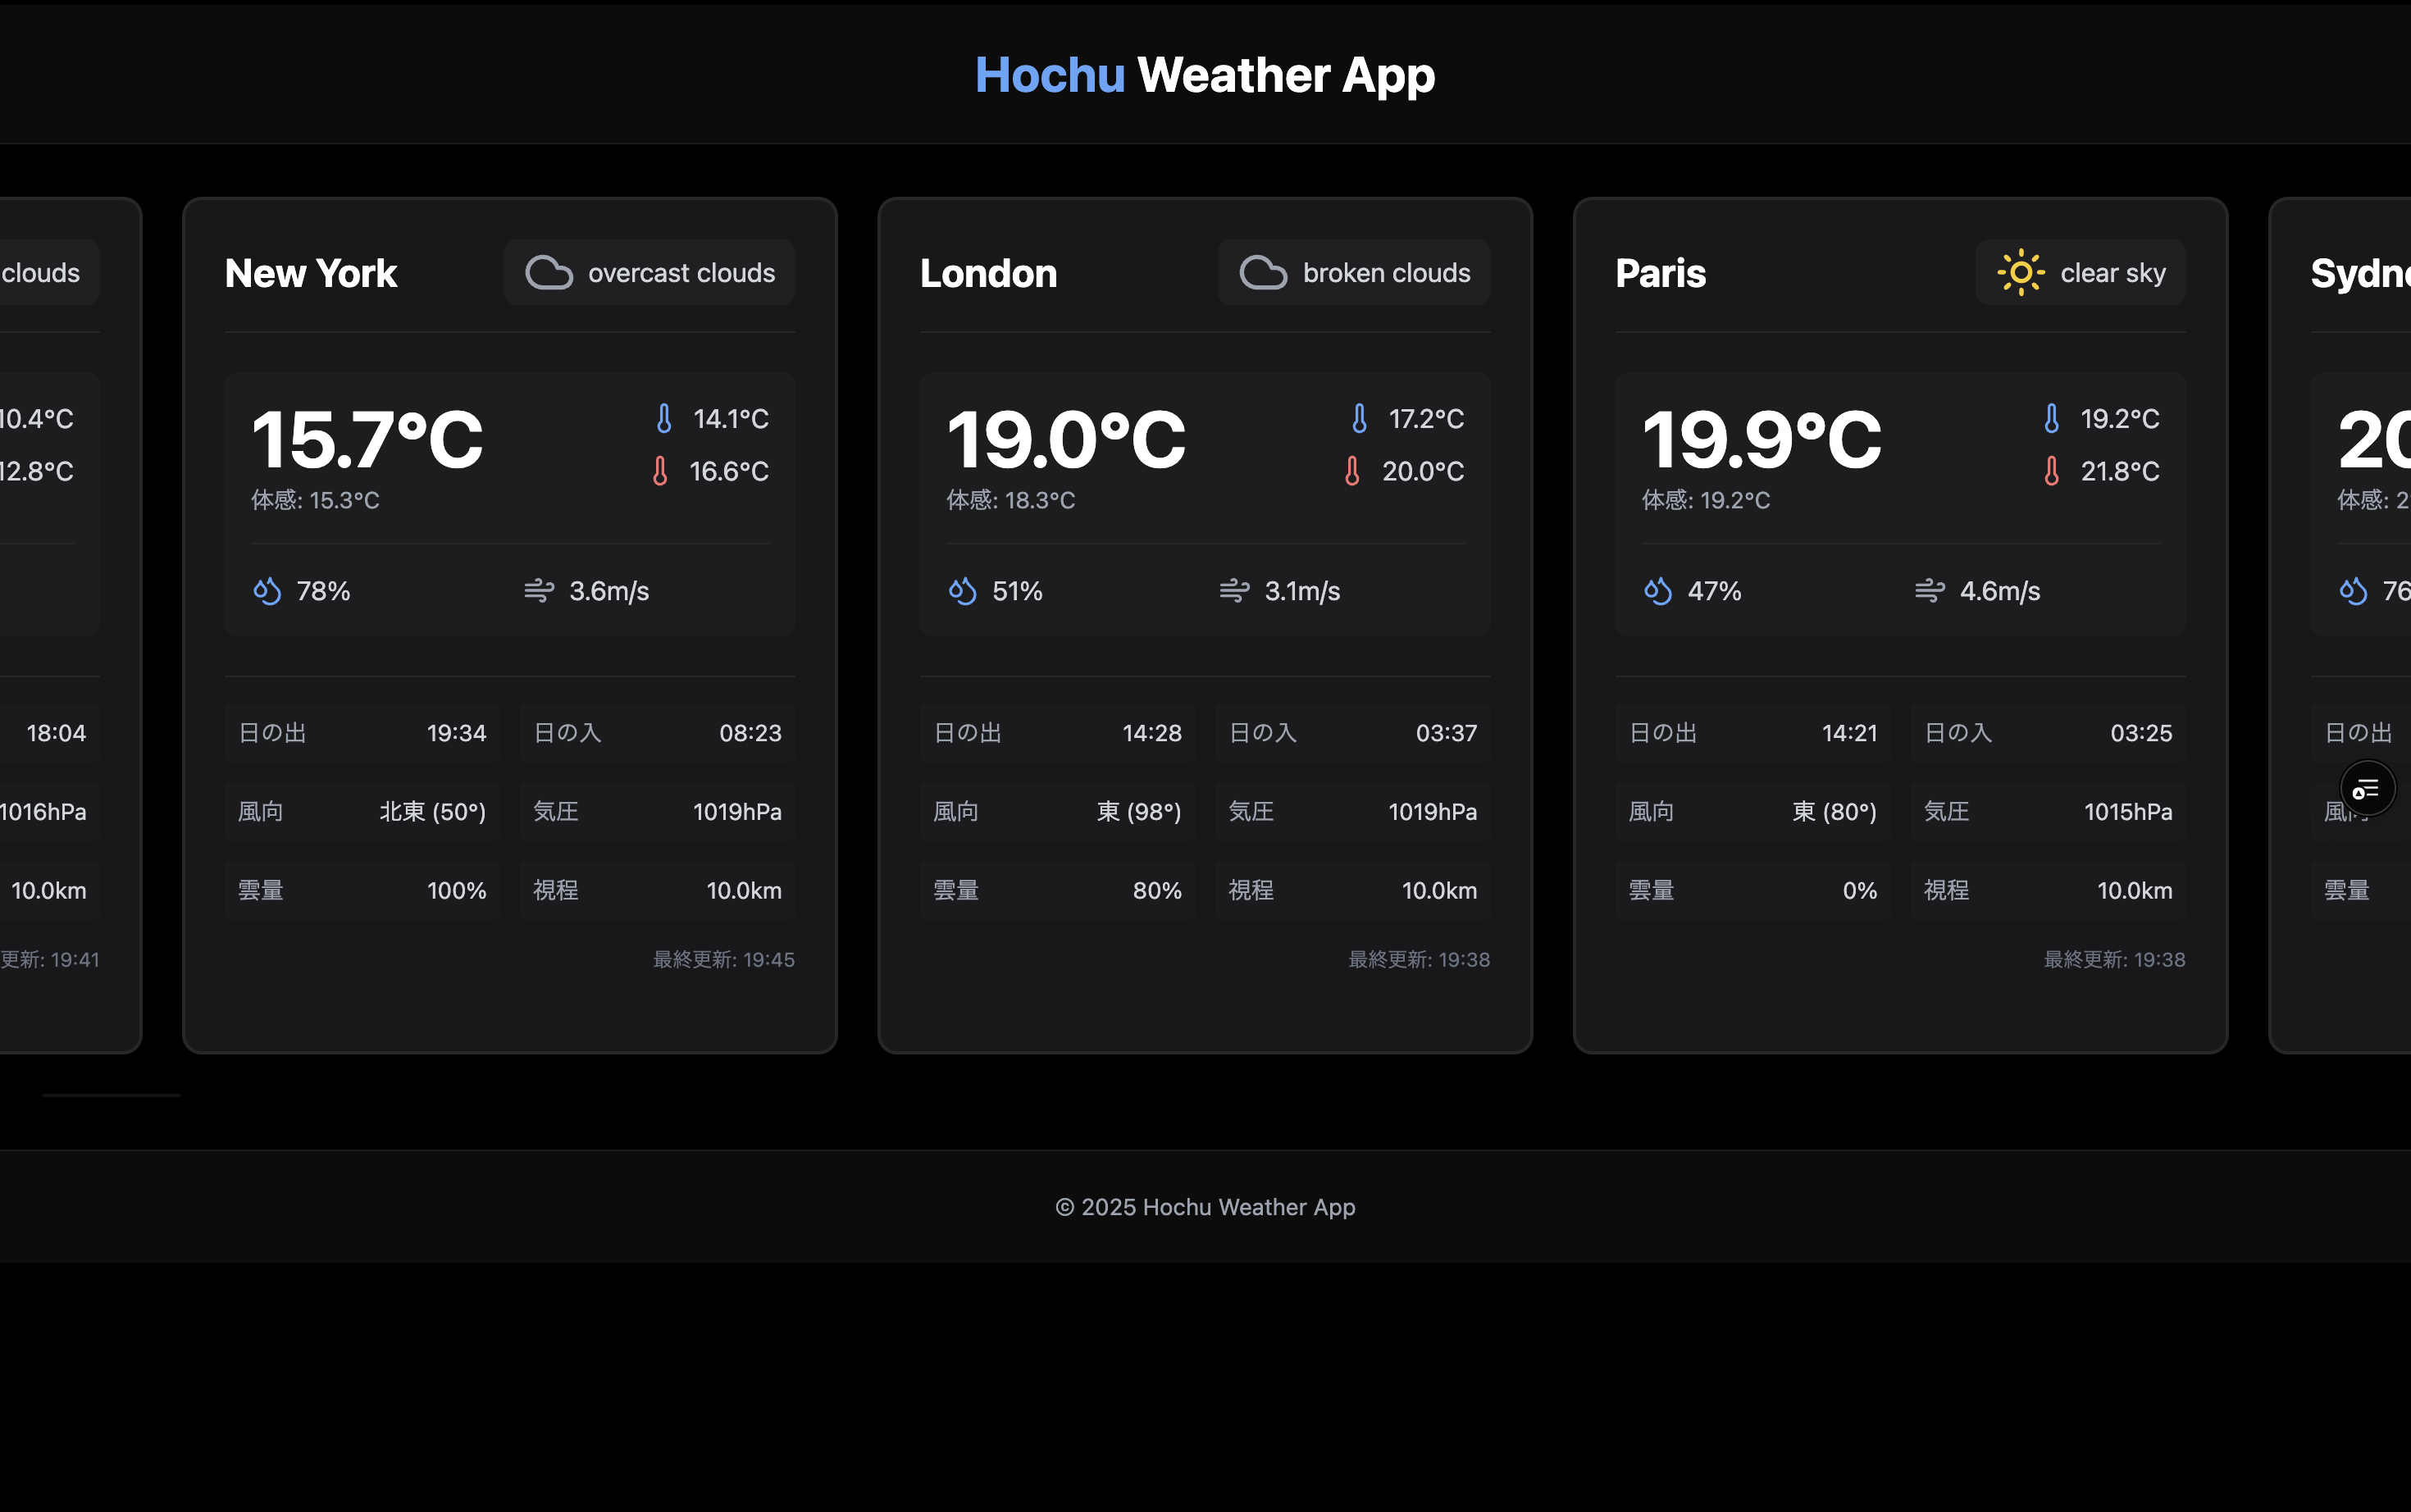 Hochu Weather App
clouds
10.4°C
12.8°C
18:04
1016hPa
10.0km
更新: 19:41
New York
overcast clouds
15.7°C
14.1°C
16.6°C
体感: 15.3°C
78%
3.6m/s
日の出 19:34
日の入 08:23
風向 北東 (50°)
気圧 1019hPa
雲量 100%
視程 10.0km
最終更新: 19:45
London
broken clouds
19.0°C
17.2°C
20.0°C
体感: 18.3°C
51%
3.1m/s
日の出 14:28
日の入 03:37
風向 東 (98°)
気圧 1019hPa
雲量 80%
視程 10.0km
最終更新: 19:38
Paris
clear sky
19.9°C
19.2°C
21.8°C
体感: 19.2°C
47%
4.6m/s
日の出 14:21
日の入 03:25
風向 東 (80°)
気圧 1015hPa
雲量 0%
視程 10.0km
最終更新: 19:38
20
体感: 2
76
日の出
雲量
© 2025 Hochu Weather App